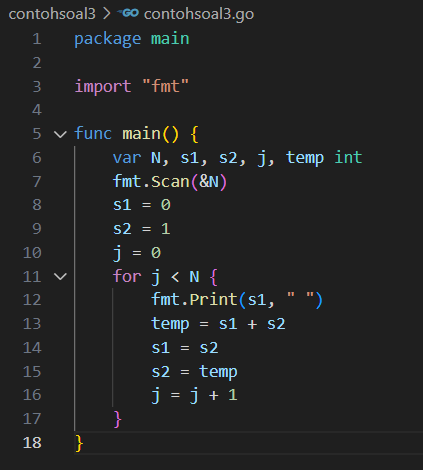 contohsoal3 > contohsoal3.go
1 package main
2
3 import "fmt"
4
5 func main() {
6     var N, s1, s2, j, temp int
7     fmt.Scan(&N)
8     s1 = 0
9     s2 = 1
10     j = 0
11     for j < N {
12         fmt.Print(s1, " ")
13         temp = s1 + s2
14         s1 = s2
15         s2 = temp
16         j = j + 1
17     }
18 }